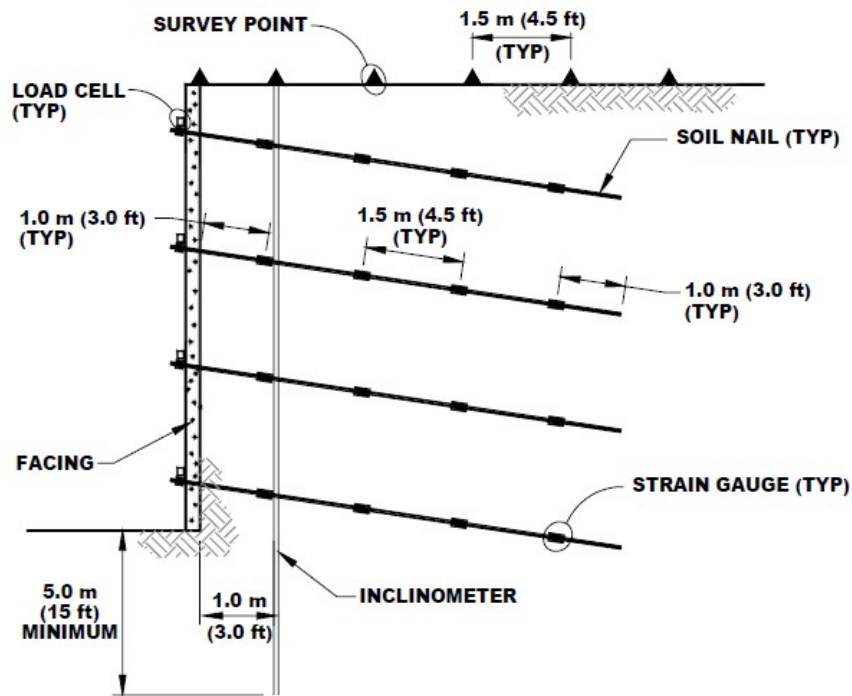 SURVEY POINT
1.5 m (4.5 ft)
(TYP)
LOAD CELL
(TYP)
SOIL NAIL (TYP)
1.0 m (3.0 ft)
(TYP)
1.5 m (4.5 ft)
(TYP)
1.0 m (3.0 ft)
(TYP)
FACING
STRAIN GAUGE (TYP)
5.0 m
(15 ft)
MINIMUM
1.0 m
(3.0 ft)
INCLINOMETER